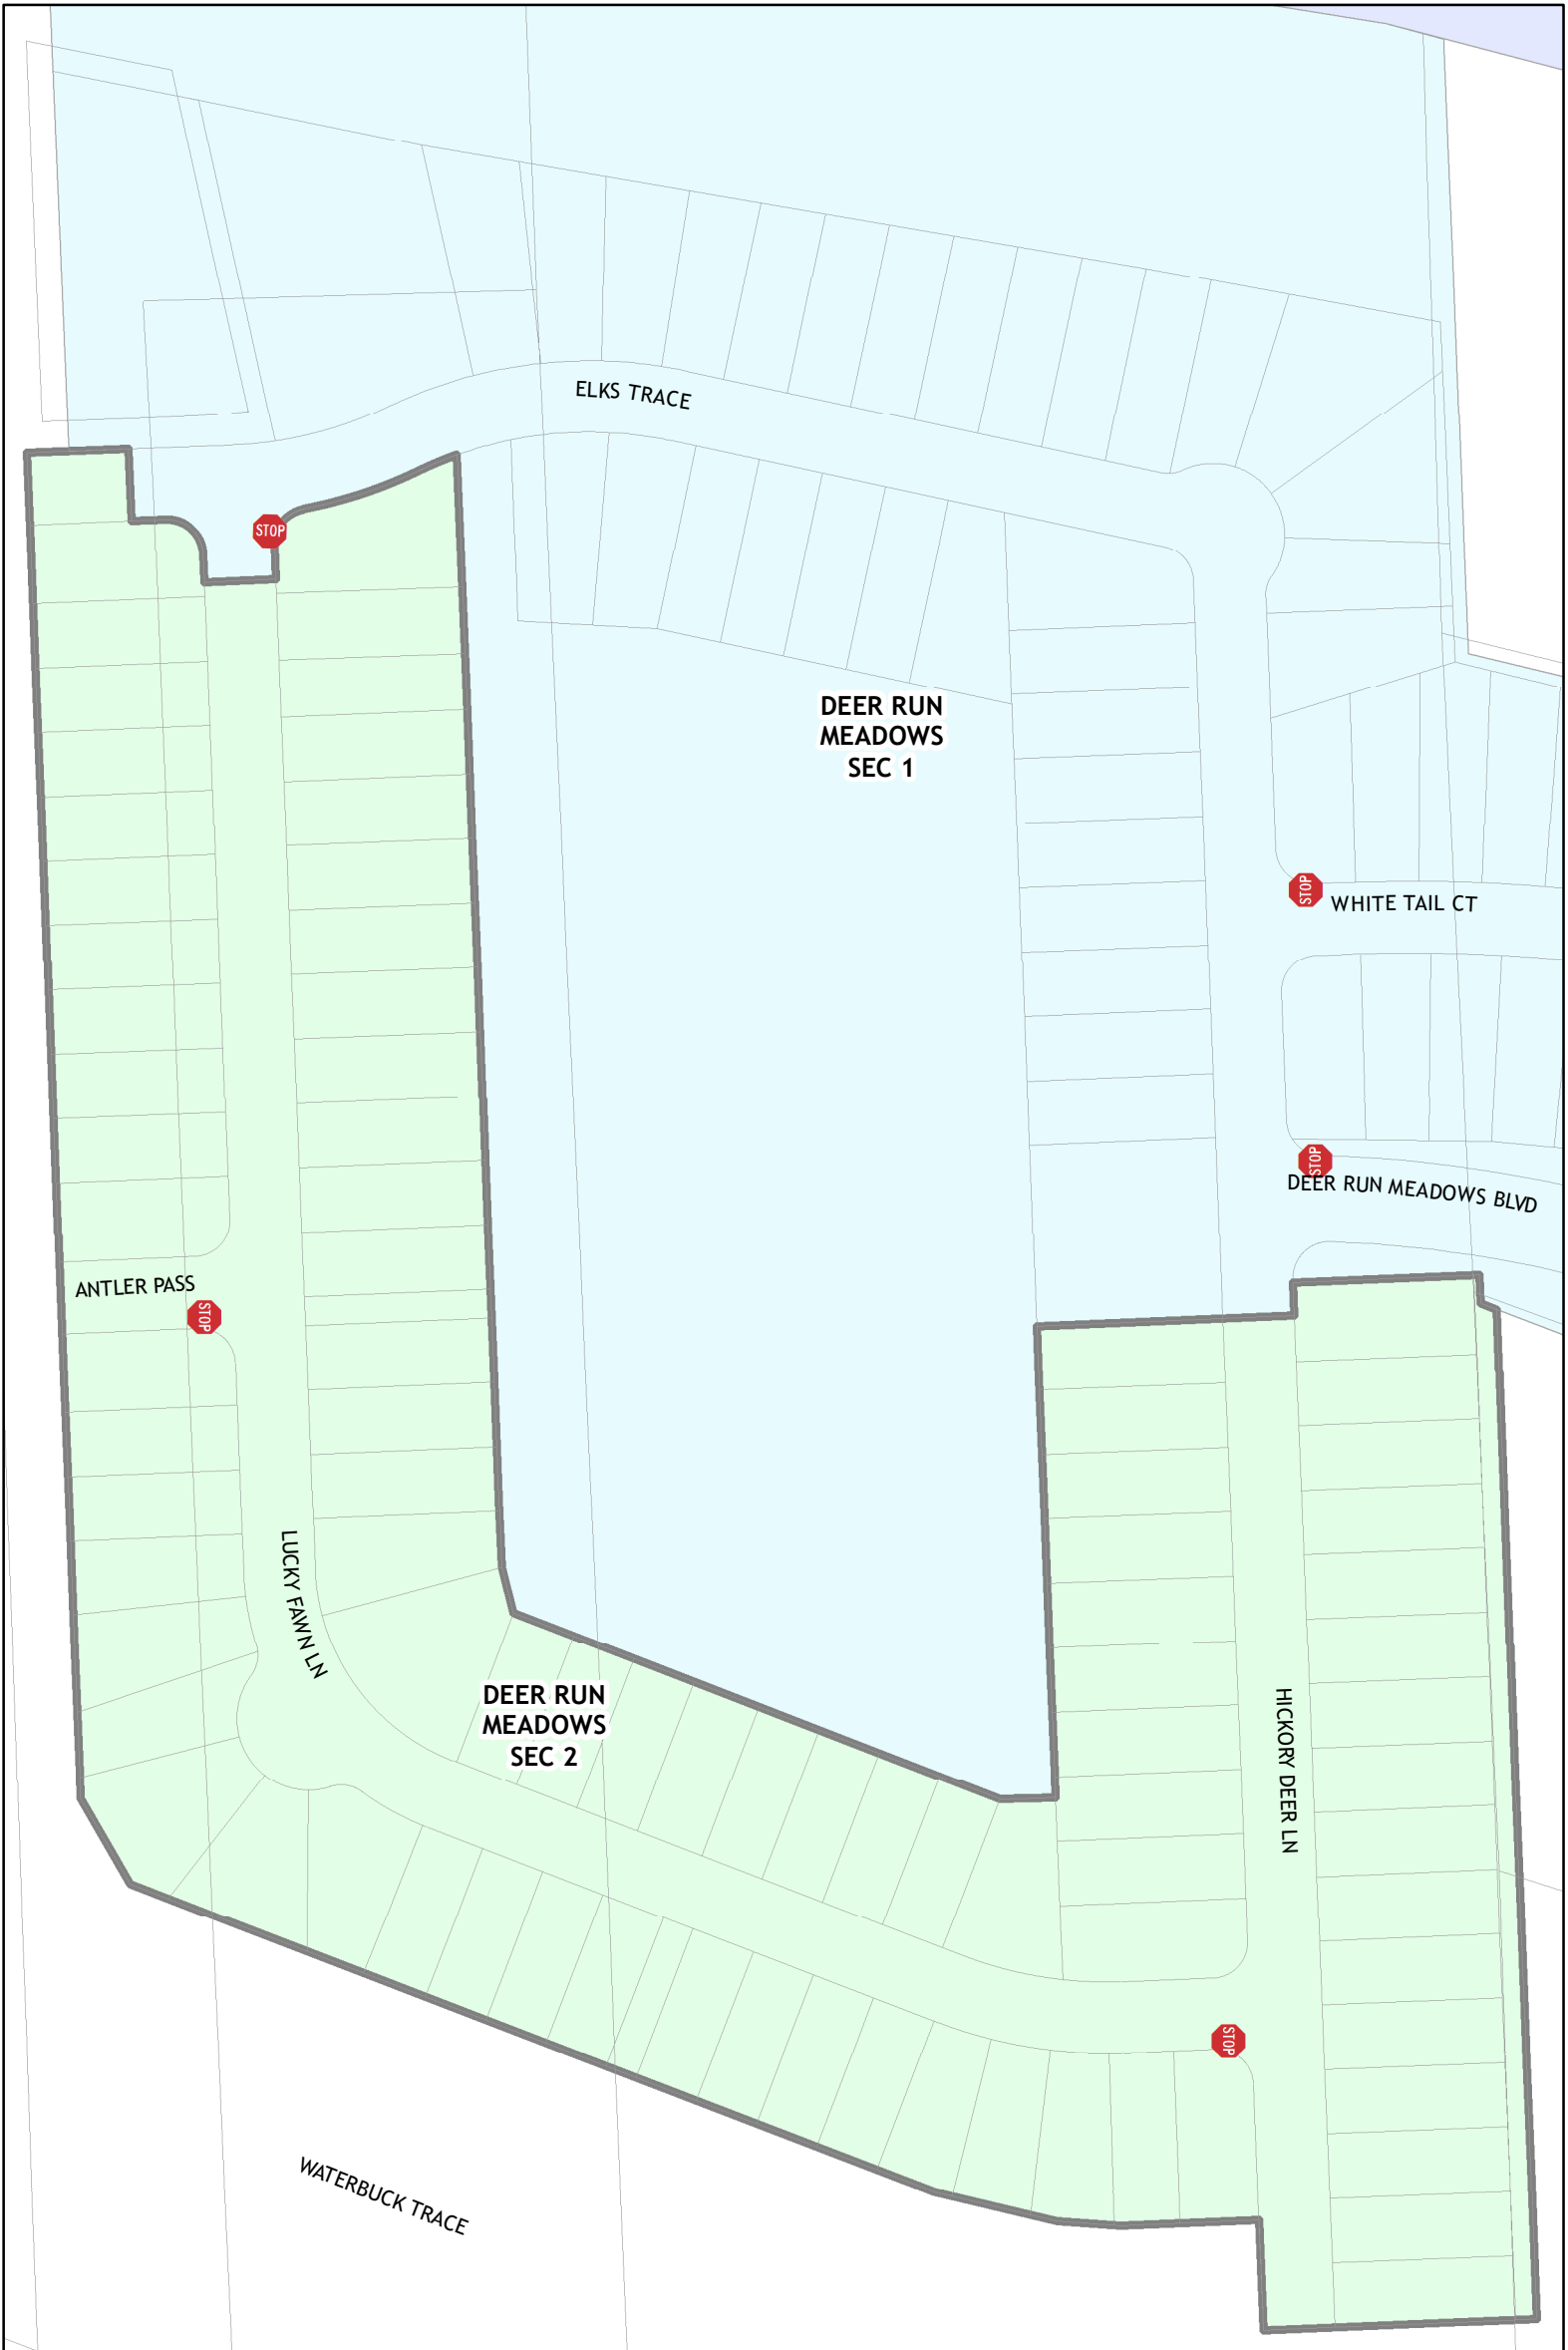 ELKS TRACE
STOP
DEER RUN
MEADOWS
SEC 1
STOP
WHITE TAIL CT
STOP
DEER RUN MEADOWS BLVD
ANTLER PASS
STOP
LUCKY FAWN LN
DEER RUN
MEADOWS
SEC 2
HICKORY DEER LN
STOP
WATERBUCK TRACE